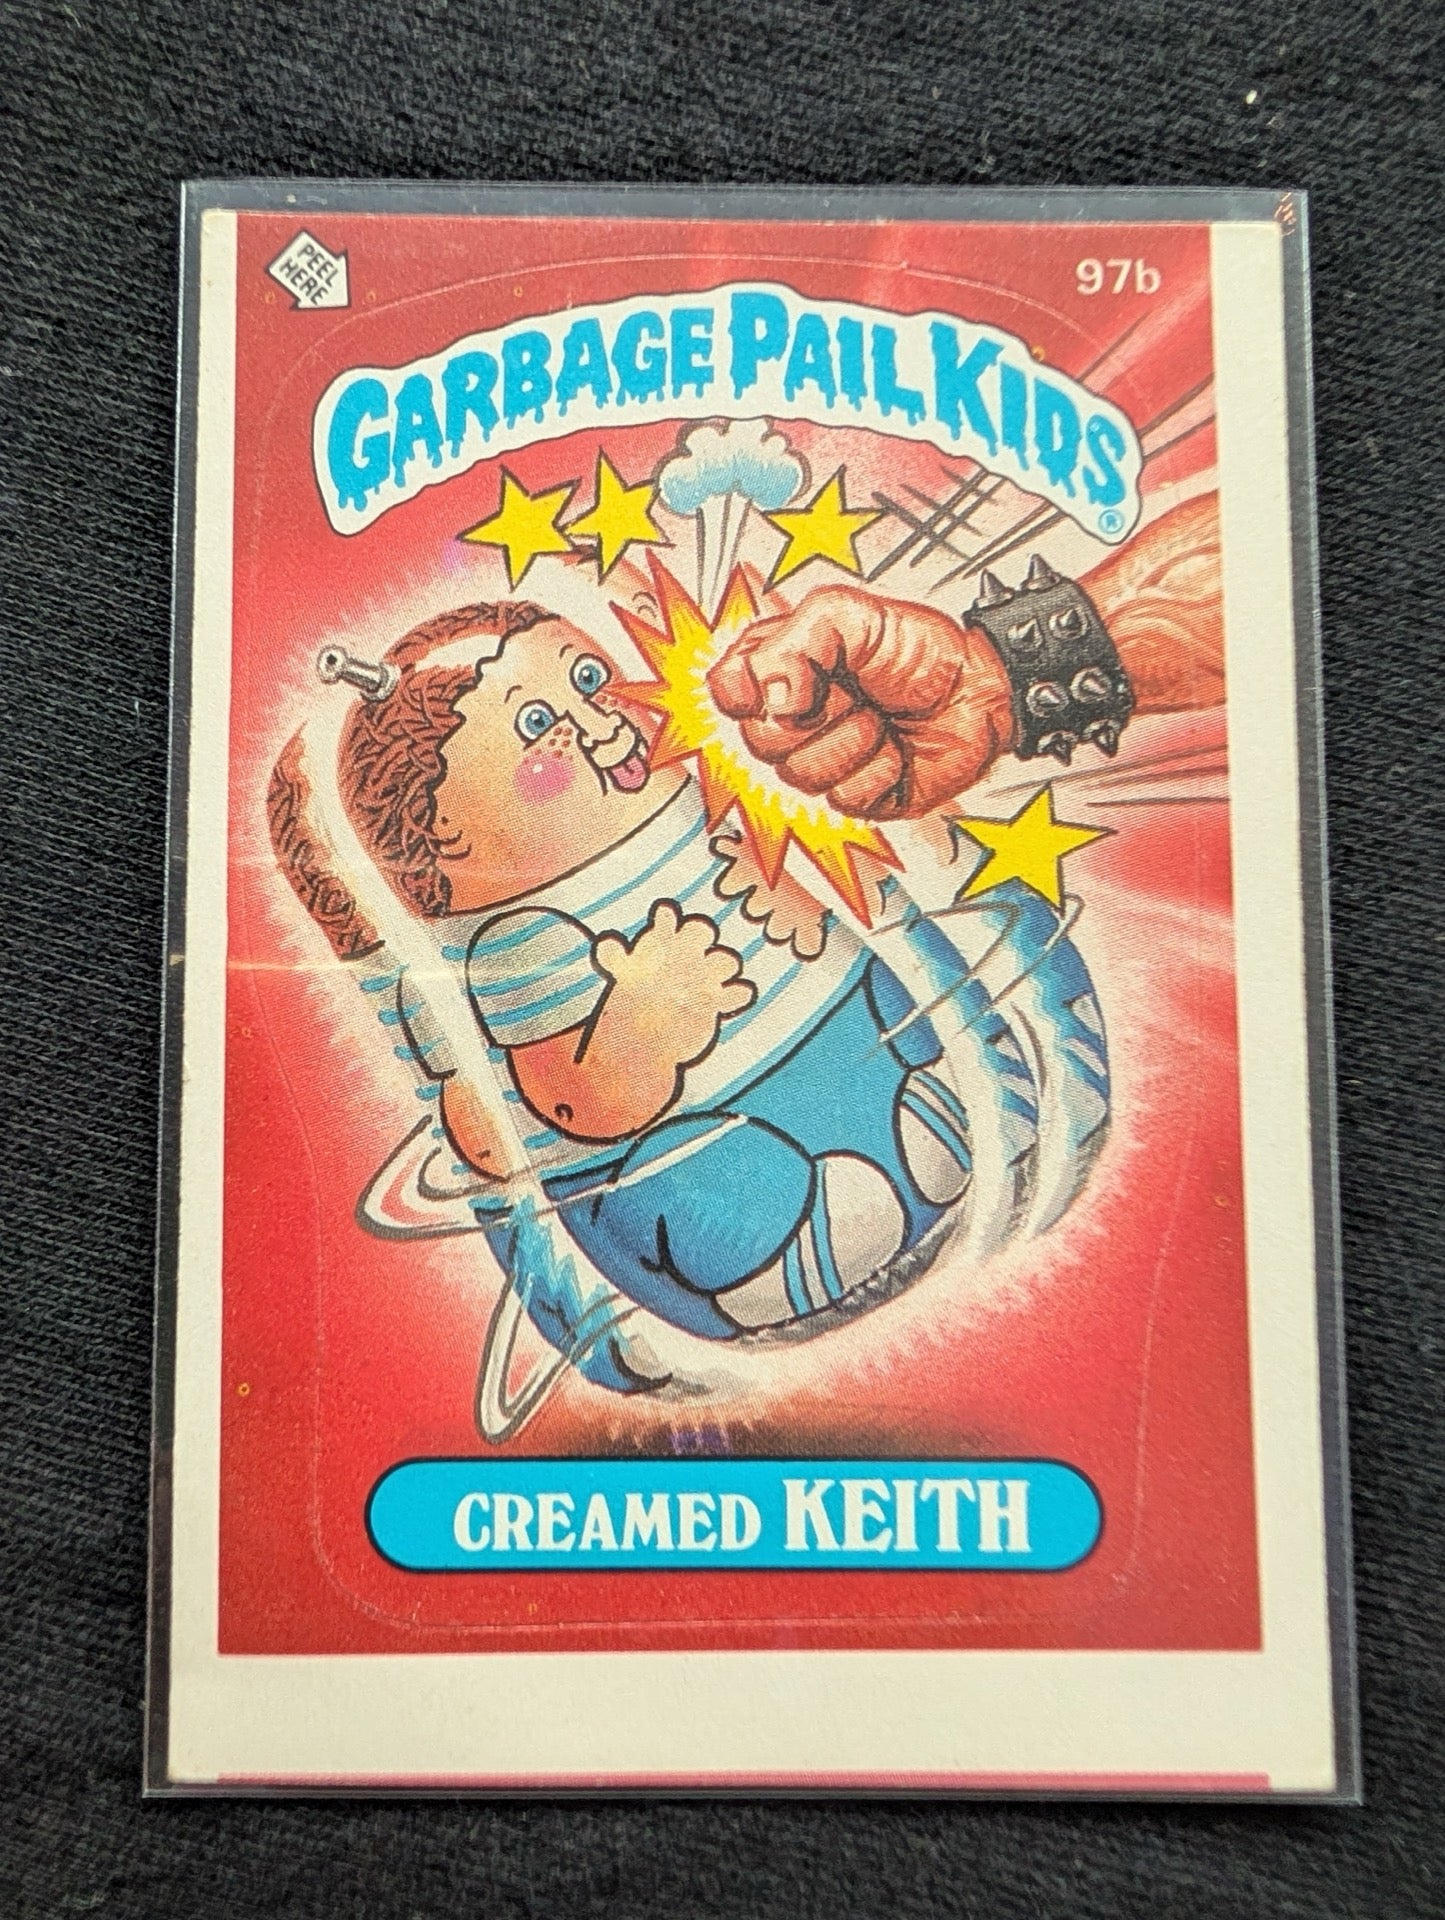 PEEL
HERE
97b
GARBAGE PAIL KIDS®
CREAMED KEITH